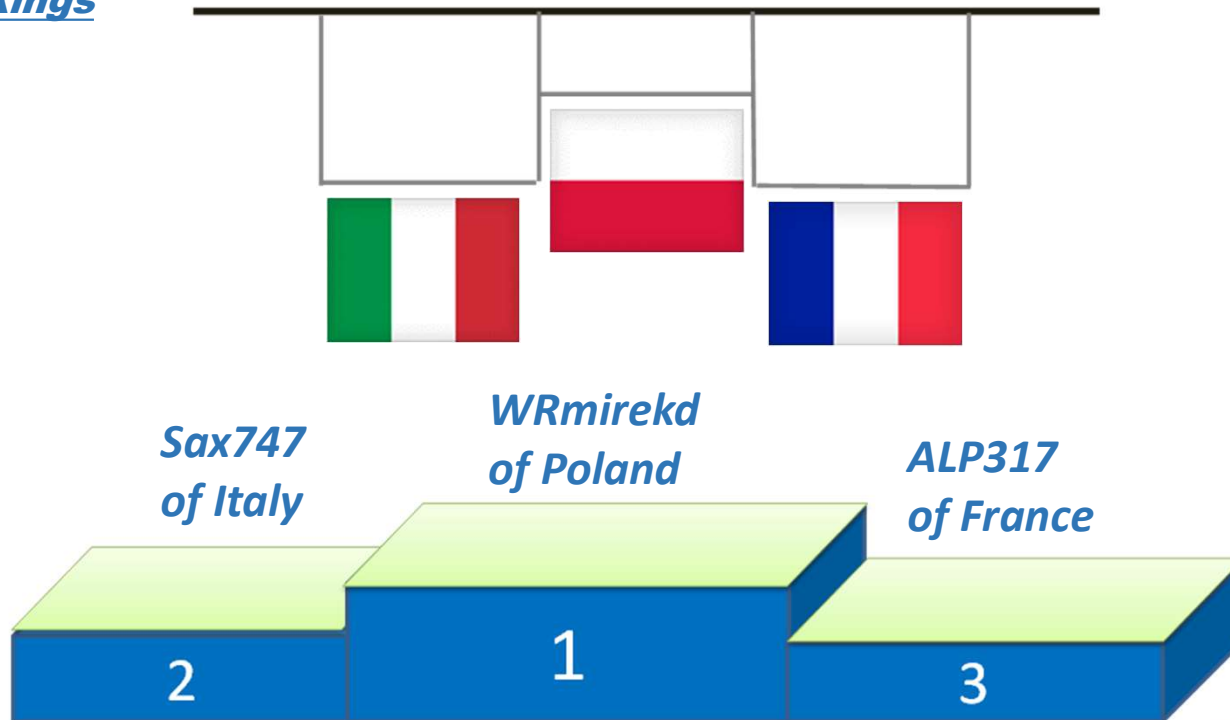 Sax747
of Italy
WRmirekd
of Poland
ALP317
of France
2
1
3